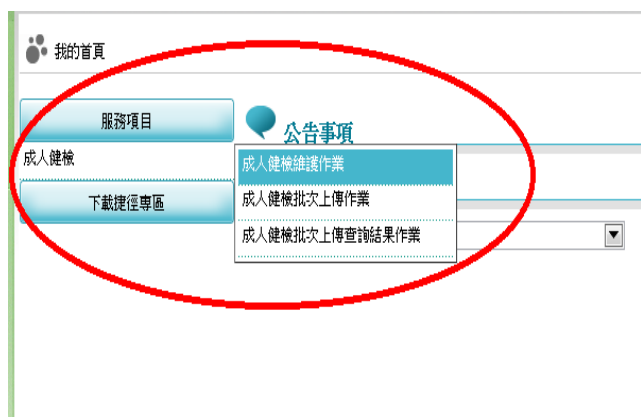 我的首頁
服務項目
公告事項
成人健檢
成人健檢維護作業
成人健檢批次上傳作業
成人健檢批次上傳查詢結果作業
下載捷徑專區